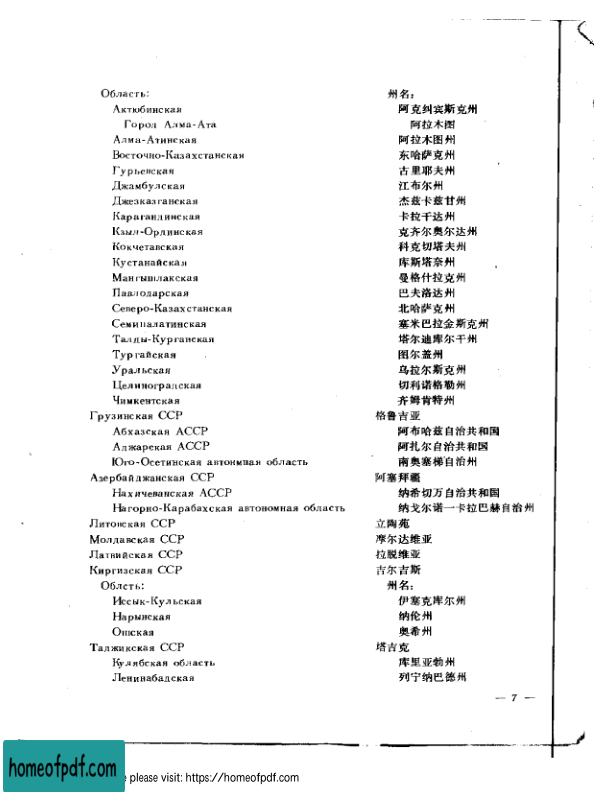 Область: 州名:
Актюбинская 阿克纠宾斯克州
Город Алма-Ата 阿拉木图
Алма-Атинская 阿拉木图州
Восточно-Казахстанская 东哈萨克州
Гурьевская 古里耶夫州
Джамбулская 江布尔州
Джезказганская 杰兹卡兹甘州
Карагандинская 卡拉干达州
Кзыл-Ординская 克齐尔奥尔达州
Кокчетавская 科克切塔夫州
Кустанайская 库斯塔奈州
Мангышлакская 曼格什拉克州
Павлодарская 巴夫洛达州
Северо-Казахстанская 北哈萨克州
Семипалатинская 塞米巴拉金斯克州
Талды-Курганская 塔尔迪库尔干州
Тургайская 图尔盖州
Уральская 乌拉尔斯克州
Целиноградская 切利诺格勒州
Чимкентская 齐姆肯特州
Грузинская ССР 格鲁吉亚
Абхазская АССР 阿布哈兹自治共和国
Аджарская АССР 阿扎尔自治共和国
Юго-Осетинская автономная область 南奥塞梯自治州
Азербайджанская ССР 阿塞拜疆
Нахичеванская АССР 纳希切万自治共和国
Нагорно-Карабахская автономная область 纳戈尔诺一卡拉巴赫自治州
Литовская ССР 立陶宛
Молдавская ССР 摩尔达维亚
Латвийская ССР 拉脱维亚
Киргизская ССР 吉尔吉斯
Облсть: 州名:
Иссык-Кульская 伊塞克库尔州
Нарынская 纳伦州
Ошская 奥希州
Таджикская ССР 塔吉克
Кулябская область 库里亚勃州
Ленинабадская 列宁纳巴德州
— 7 —
homeofpdf.com
please visit: https://homeofpdf.com